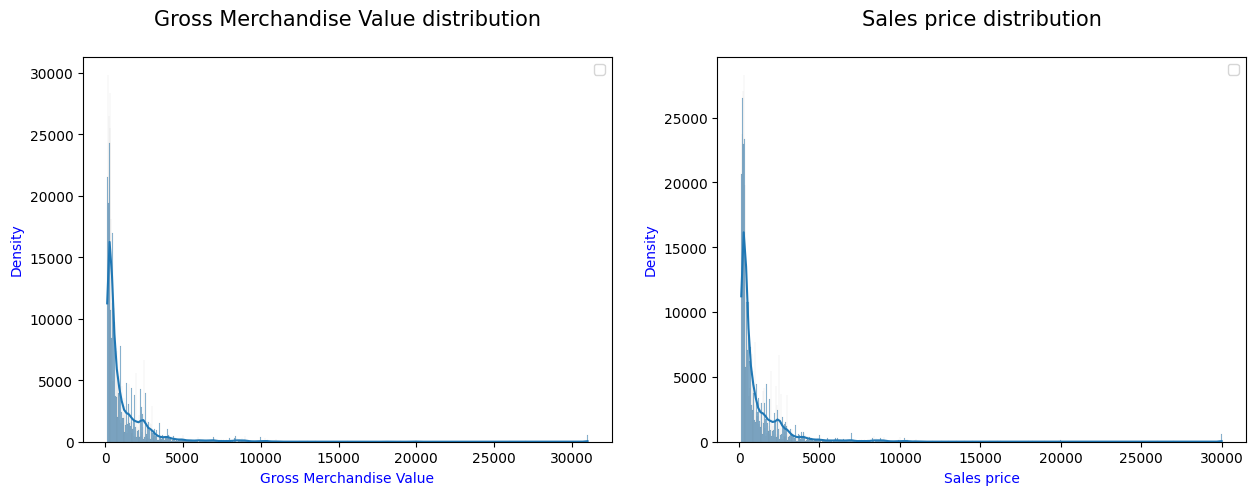 Gross Merchandise Value distribution
Sales price distribution
30000
25000
20000
15000
10000
5000
0
Density
0 5000 10000 15000 20000 25000 30000
Gross Merchandise Value
25000
20000
15000
10000
5000
0
Density
0 5000 10000 15000 20000 25000 30000
Sales price